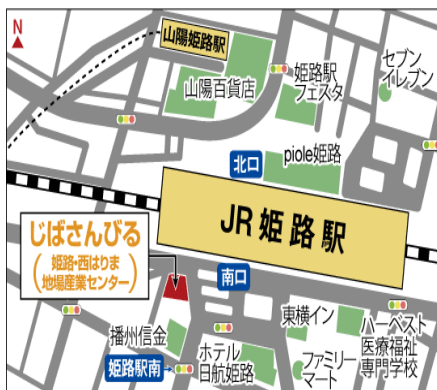 N
山陽姫路駅
山陽百貨店
姫路駅
フェスタ
セブン
イレブン
北口
piole姫路
JR姫路駅
じばさんびる
(姫路・西はりま
地場産業センター)
南口
播州信金
姫路駅南
ホテル
日航姫路
東横イン
ファミリー
マート
ハーベスト
医療福祉
専門学校